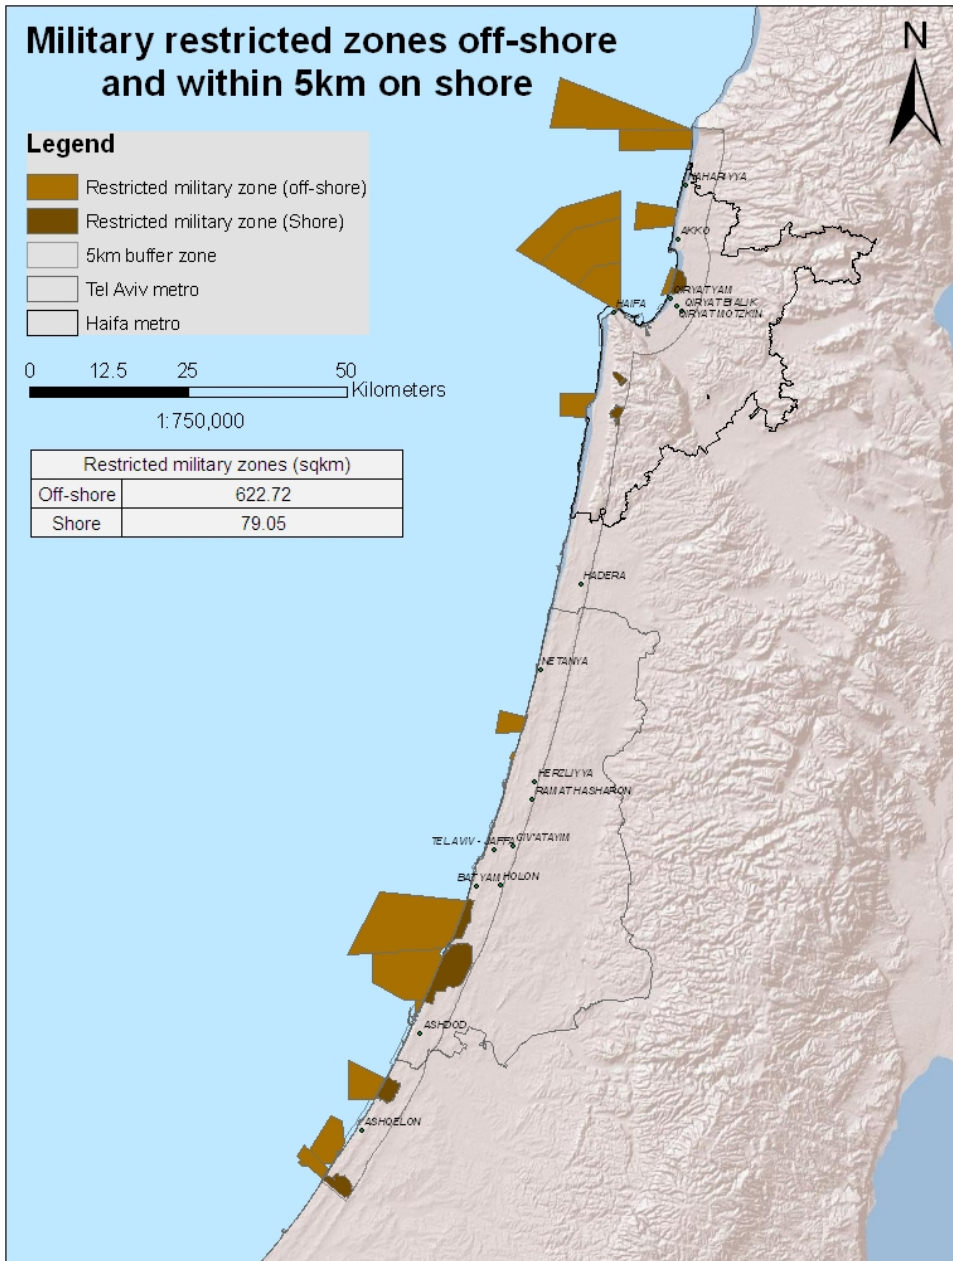 Military restricted zones off-shore
and within 5km on shore
N
Legend
Restricted military zone (off-shore)
Restricted military zone (Shore)
5km buffer zone
Tel Aviv metro
Haifa metro
0 12.5 25 50
Kilometers
1:750,000
Restricted military zones (sqkm)
Off-shore 622.72
Shore 79.05
NAHARIYYA
AKKO
QIRYAT YAM
QIRYAT BIALIK
QIRYAT MOTZKIN
HAIFA
HADERA
NETANYA
HERZLIYYA
RAMAT HASHARON
TEL AVIV - JAFFA
GIV'ATAYIM
BAT YAM
HOLON
ASHDOD
ASHQELON